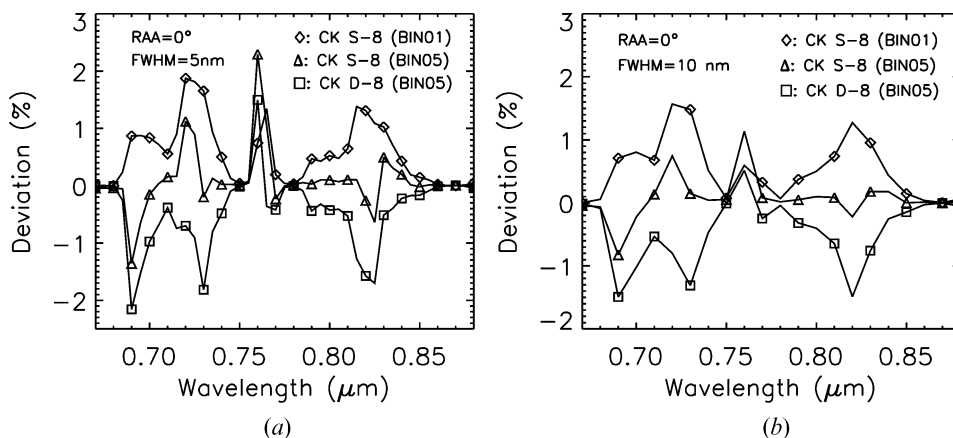 3
2
1
0
−1
−2
Deviation (%)
RAA=0°
FWHM=5nm
◇: CK S−8 (BIN01)
△: CK S−8 (BIN05)
□: CK D−8 (BIN05)
0.70 0.75 0.80 0.85
Wavelength (μm)
(a)
3
2
1
0
−1
−2
Deviation (%)
RAA=0°
FWHM=10 nm
◇: CK S−8 (BIN01)
△: CK S−8 (BIN05)
□: CK D−8 (BIN05)
0.70 0.75 0.80 0.85
Wavelength (μm)
(b)